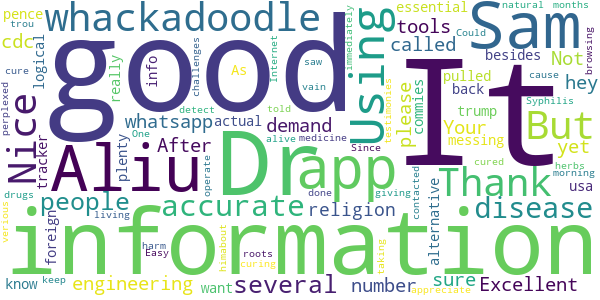 pence whackadoodle Using Sam
cdc trou essential tools called besides Could natural months browsing
perplexed cure logical info really challenges As Internet saw vain immediately
good It
Nice whatsapp actual demand please pulled back trump cause Not hey
tracker plenty After detect One told alive medicine testimonies commies Your messing Syphilis yet
Aliu Dr app But
drugs people operate Since done giving contacted cured herbs usa morning
accurate religion Thank disease
verious foreign living information himabout taking alternative
know keep harm Easy roots curing want several number sure appreciate Excellent
engineering